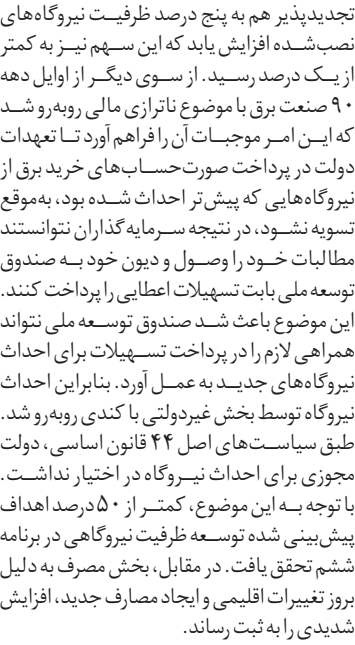 تجدیدپذیر هم به پنج درصد ظرفیت نیروگاه‌های
نصب‌شده افزایش یابد که این سهم نیز به کمتر
از یک درصد رسید. از سوی دیگر از اوایل دهه
۹۰ صنعت برق با موضوع ناترازی مالی روبه‌رو شد
که این امر موجبات آن را فراهم آورد تا تعهدات
دولت در پرداخت صورت‌حساب‌های خرید برق از
نیروگاه‌هایی که پیش‌تر احداث شده بود، به‌موقع
تسویه نشود، در نتیجه سرمایه‌گذاران نتوانستند
مطالبات خود را وصول و دیون خود به صندوق
توسعه ملی بابت تسهیلات اعطایی را پرداخت کنند.
این موضوع باعث شد صندوق توسعه ملی نتواند
همراهی لازم را در پرداخت تسهیلات برای احداث
نیروگاه‌های جدید به عمل آورد. بنابراین احداث
نیروگاه توسط بخش غیردولتی با کندی روبه‌رو شد.
طبق سیاست‌های اصل ۴۴ قانون اساسی، دولت
مجوزی برای احداث نیروگاه در اختیار نداشت.
با توجه به این موضوع، کمتر از ۵۰ درصد اهداف
پیش‌بینی شده توسعه ظرفیت نیروگاهی در برنامه
ششم تحقق یافت. در مقابل، بخش مصرف به دلیل
بروز تغییرات اقلیمی و ایجاد مصارف جدید، افزایش
شدیدی را به ثبت رساند.